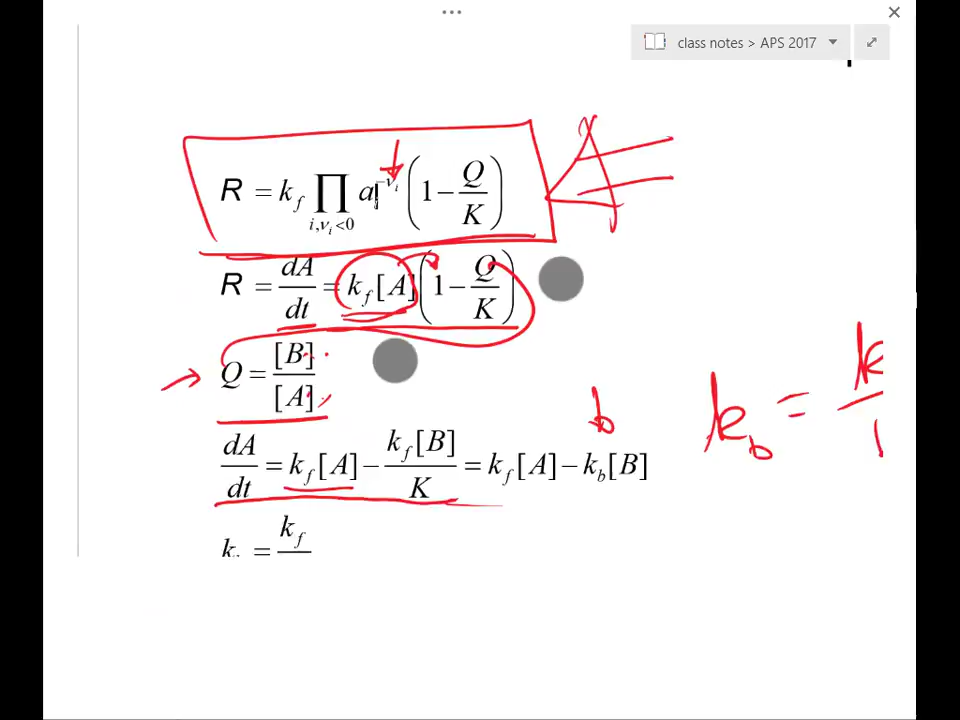 class notes > APS 2017
R = k_f ∏_{i,ν_i<0} a_i^{-ν_i} (1 − Q/K)
R = dA/dt = k_f[A](1 − Q/K)
Q = [B]/[A]
b
k_b =
dA/dt = k_f[A] − k_f[B]/K = k_f[A] − k_b[B]
= k_f